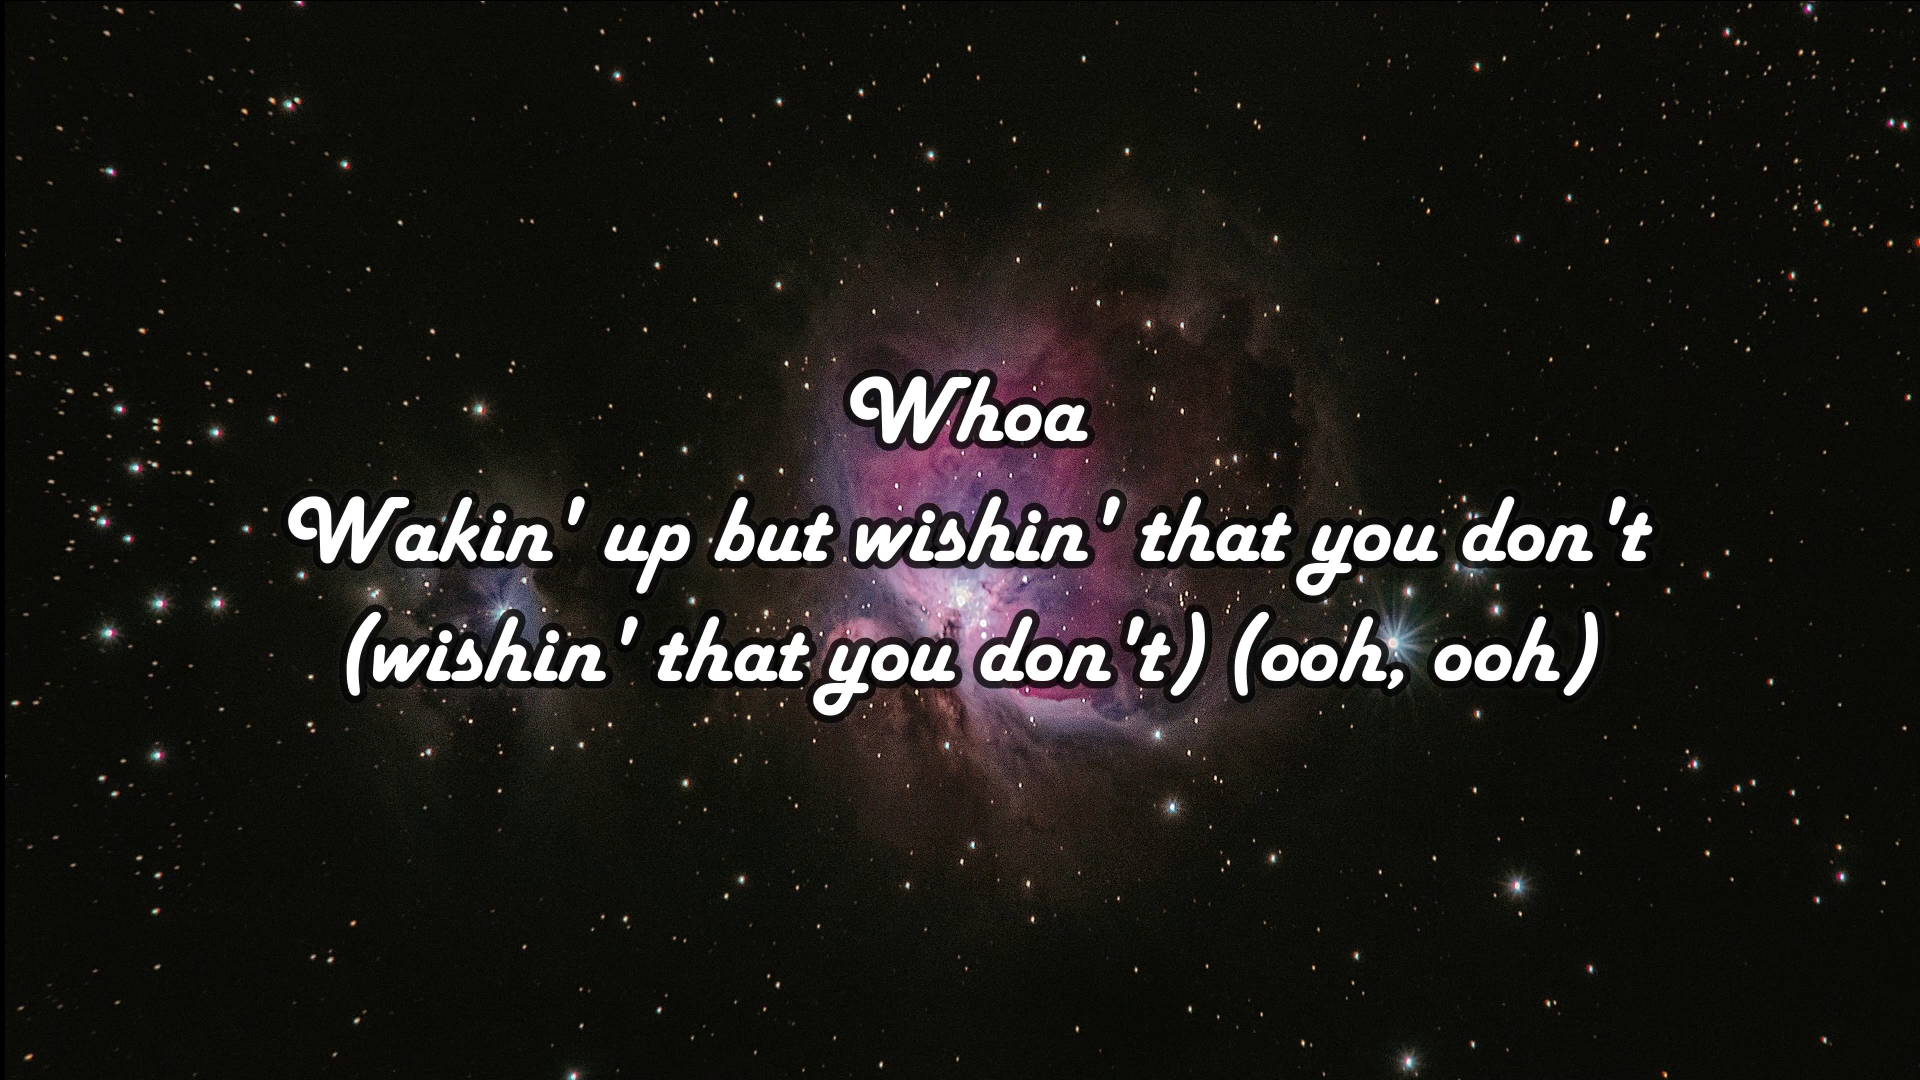 Whoa
Wakin' up but wishin' that you don't
(wishin' that you don't) (ooh, ooh)